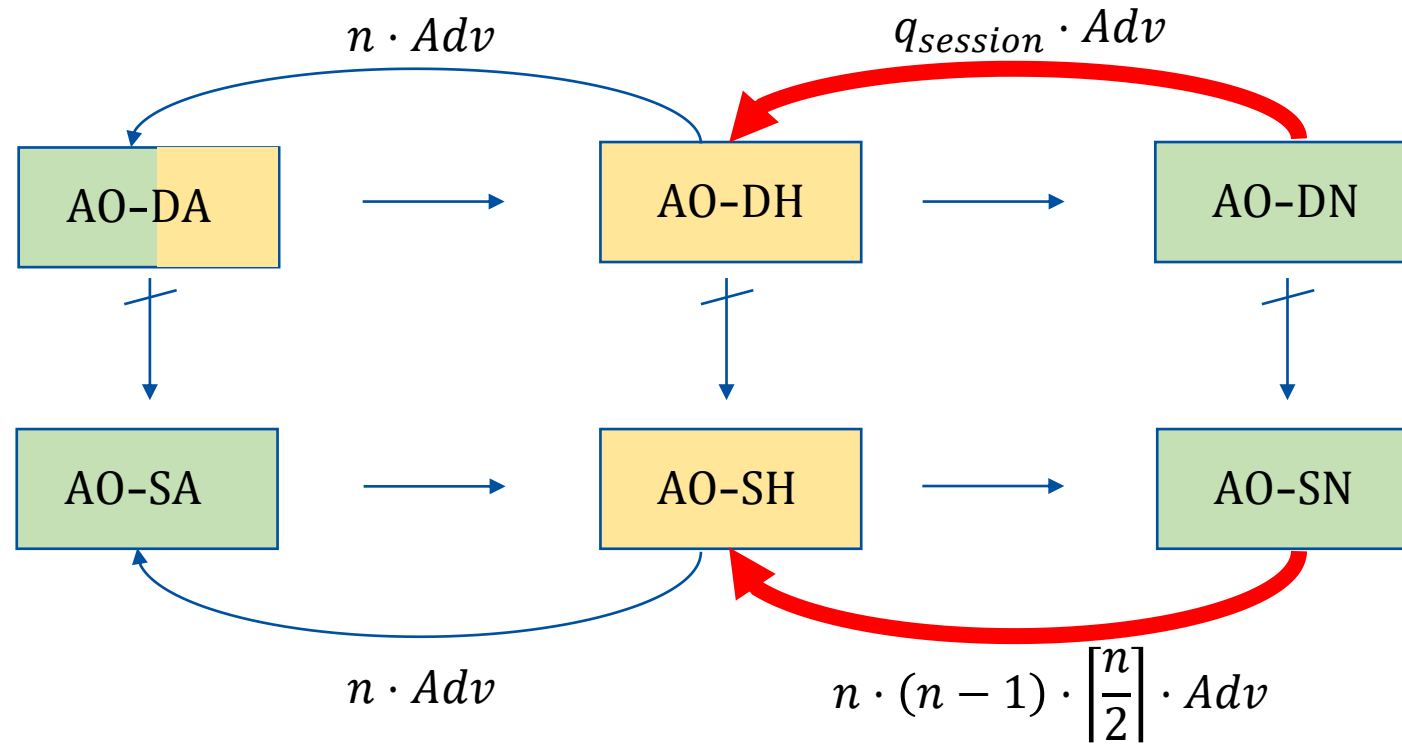 n · Adv
q_session · Adv
AO–DA
AO–DH
AO–DN
AO–SA
AO–SH
AO–SN
n · Adv
n · (n − 1) · ⌈n/2⌉ · Adv